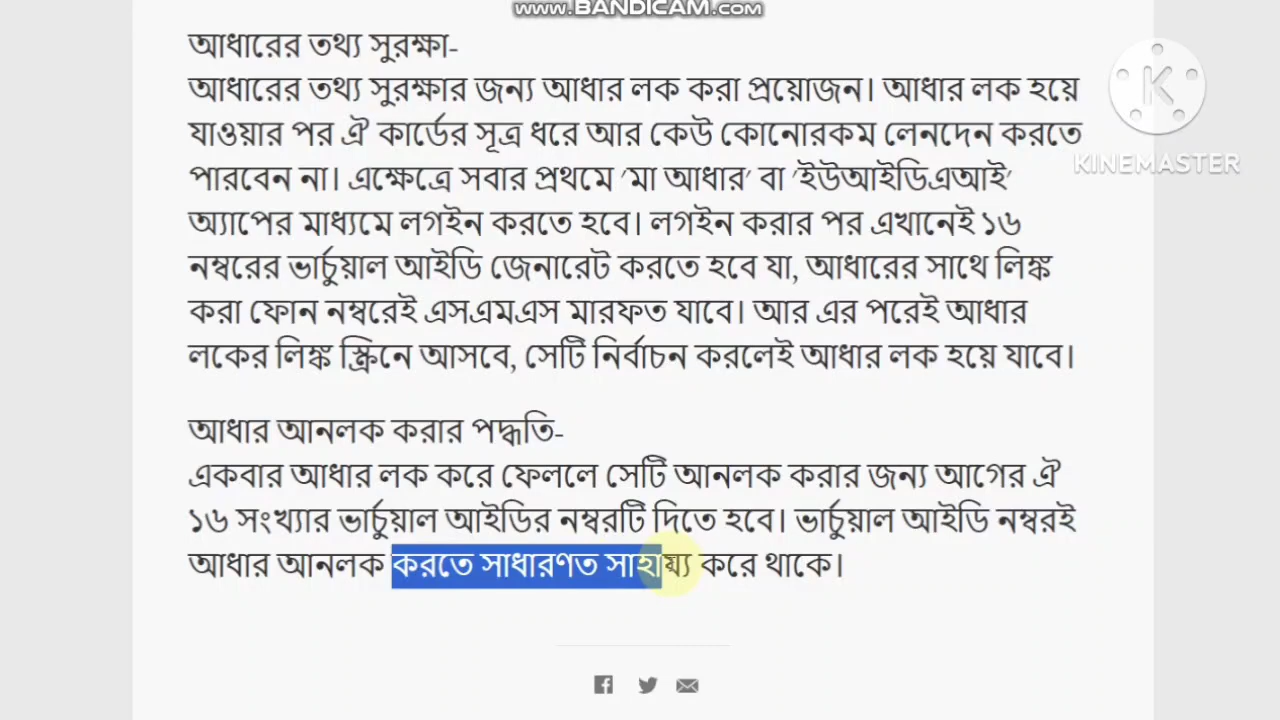 www.BANDICAM.com
আধারের তথ্য সুরক্ষা-
আধারের তথ্য সুরক্ষার জন্য আধার লক করা প্রয়োজন। আধার লক হয়ে
যাওয়ার পর ঐ কার্ডের সূত্র ধরে আর কেউ কোনোরকম লেনদেন করতে
পারবেন না। এক্ষেত্রে সবার প্রথমে ‘মা আধার’ বা ‘ইউআইডিএআই’
অ্যাপের মাধ্যমে লগইন করতে হবে। লগইন করার পর এখানেই ১৬
নম্বরের ভার্চুয়াল আইডি জেনারেট করতে হবে যা, আধারের সাথে লিঙ্ক
করা ফোন নম্বরেই এসএমএস মারফত যাবে। আর এর পরেই আধার
লকের লিঙ্ক স্ক্রিনে আসবে, সেটি নির্বাচন করলেই আধার লক হয়ে যাবে।
আধার আনলক করার পদ্ধতি-
একবার আধার লক করে ফেললে সেটি আনলক করার জন্য আগের ঐ
১৬ সংখ্যার ভার্চুয়াল আইডির নম্বরটি দিতে হবে। ভার্চুয়াল আইডি নম্বরই
আধার আনলক করতে সাধারণত সাহায্য করে থাকে।
K
KINEMASTER